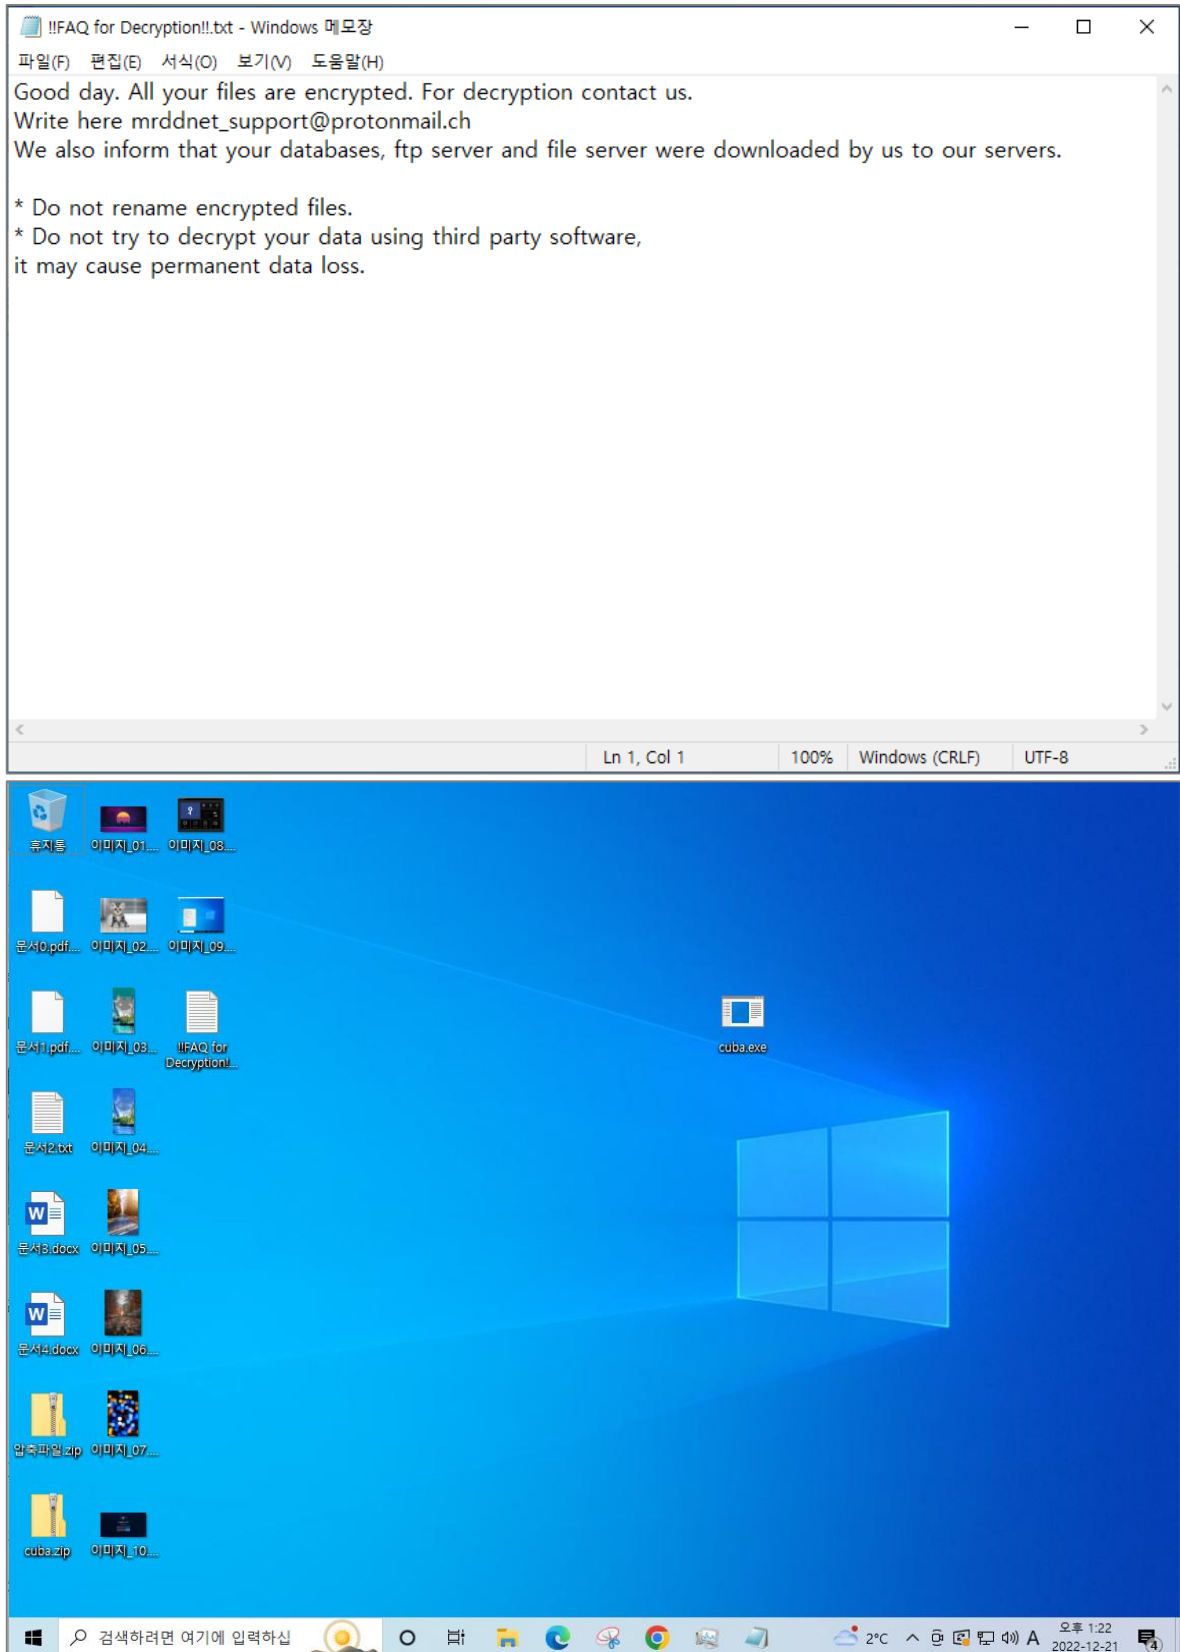 !!FAQ for Decryption!!.txt - Windows 메모장
파일(F) 편집(E) 서식(O) 보기(V) 도움말(H)
Good day. All your files are encrypted. For decryption contact us.
Write here mrddnet_support@protonmail.ch
We also inform that your databases, ftp server and file server were downloaded by us to our servers.
* Do not rename encrypted files.
* Do not try to decrypt your data using third party software,
it may cause permanent data loss.
Ln 1, Col 1 100% Windows (CRLF) UTF-8
휴지통 이미지_01.... 이미지_08....
문서0.pdf.... 이미지_02.... 이미지_09....
문서1.pdf.... 이미지_03.... !!FAQ for
Decryption!...
cuba.exe
문서2.txt 이미지_04....
문서3.docx 이미지_05....
문서4.docx 이미지_06....
압축파일.zip 이미지_07....
cuba.zip 이미지_10....
검색하려면 여기에 입력하십 2°C A 오후 1:22
2022-12-21 4